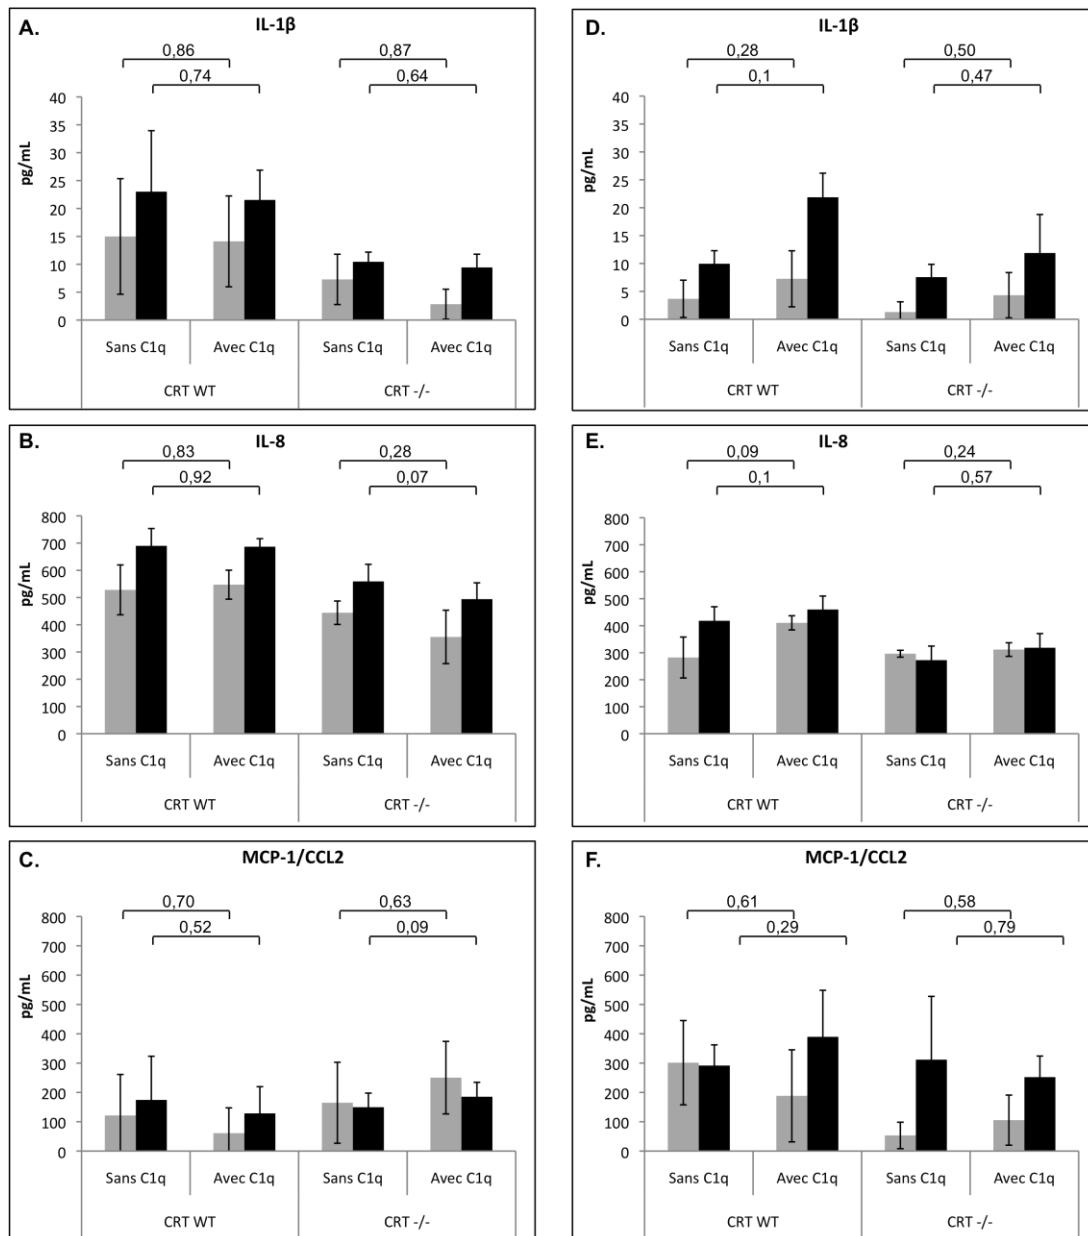 A.
IL-1β
0,86
0,87
0,74
0,64
pg/mL
40
35
30
25
20
15
10
5
0
Sans C1q Avec C1q Sans C1q Avec C1q
CRT WT CRT -/-
D.
IL-1β
0,28
0,50
0,1
0,47
pg/mL
40
35
30
25
20
15
10
5
0
Sans C1q Avec C1q Sans C1q Avec C1q
CRT WT CRT -/-
B.
IL-8
0,83
0,28
0,92
0,07
pg/mL
800
700
600
500
400
300
200
100
0
Sans C1q Avec C1q Sans C1q Avec C1q
CRT WT CRT -/-
E.
IL-8
0,09
0,24
0,1
0,57
pg/mL
800
700
600
500
400
300
200
100
0
Sans C1q Avec C1q Sans C1q Avec C1q
CRT WT CRT -/-
C.
MCP-1/CCL2
0,70
0,63
0,52
0,09
pg/mL
800
700
600
500
400
300
200
100
0
Sans C1q Avec C1q Sans C1q Avec C1q
CRT WT CRT -/-
F.
MCP-1/CCL2
0,61
0,58
0,29
0,79
pg/mL
800
700
600
500
400
300
200
100
0
Sans C1q Avec C1q Sans C1q Avec C1q
CRT WT CRT -/-